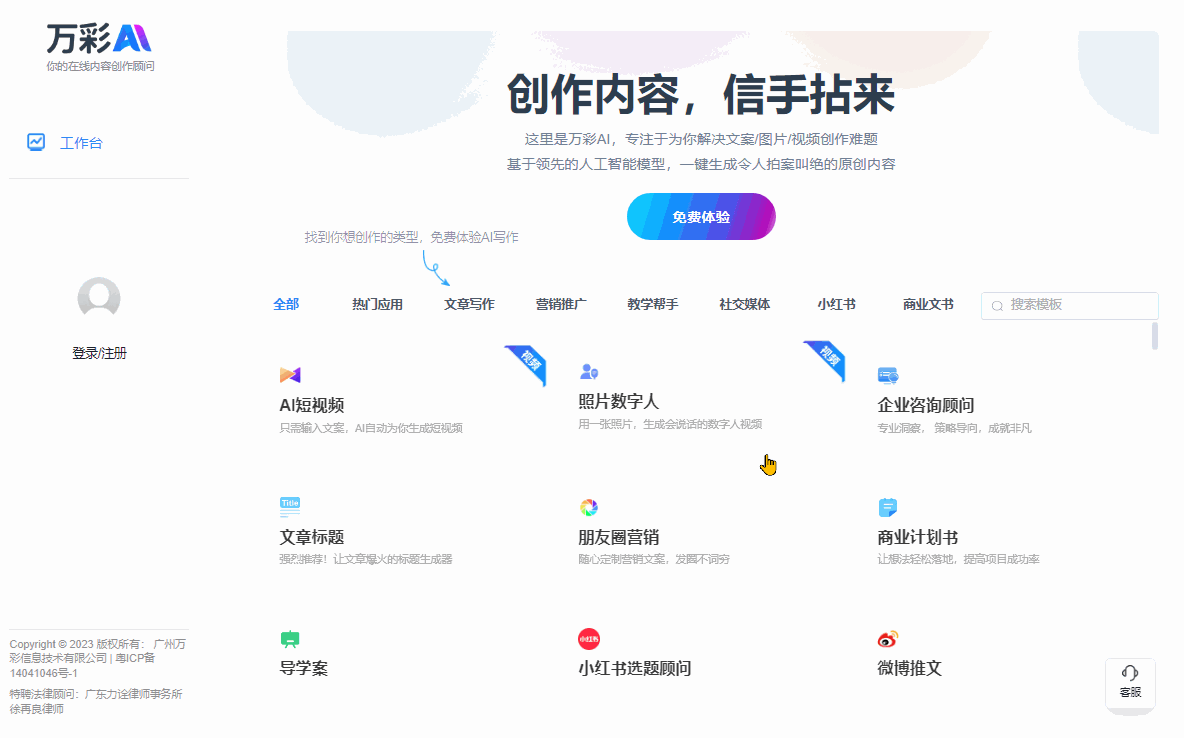 万彩AI
你的在线内容创作顾问
工作台
登录/注册
Copyright © 2023 版权所有： 广州万
彩信息技术有限公司 | 粤ICP备
14041046号-1
特聘法律顾问：广东力诠律师事务所
徐再良律师
创作内容，信手拈来
这里是万彩AI，专注于为你解决文案/图片/视频创作难题
基于领先的人工智能模型，一键生成令人拍案叫绝的原创内容
免费体验
找到你想创作的类型，免费体验AI写作
全部 热门应用 文章写作 营销推广 教学帮手 社交媒体 小红书 商业文书 搜索模板
视频
AI短视频
只需输入文案，AI自动为你生成短视频
视频
照片数字人
用一张照片，生成会说话的数字人视频
企业咨询顾问
专业洞察， 策略导向，成就非凡
Title
文章标题
强烈推荐！让文章爆火的标题生成器
朋友圈营销
随心定制营销文案，发圈不词穷
商业计划书
让想法轻松落地，提高项目成功率
导学案
小红书
小红书选题顾问
微博推文
客服